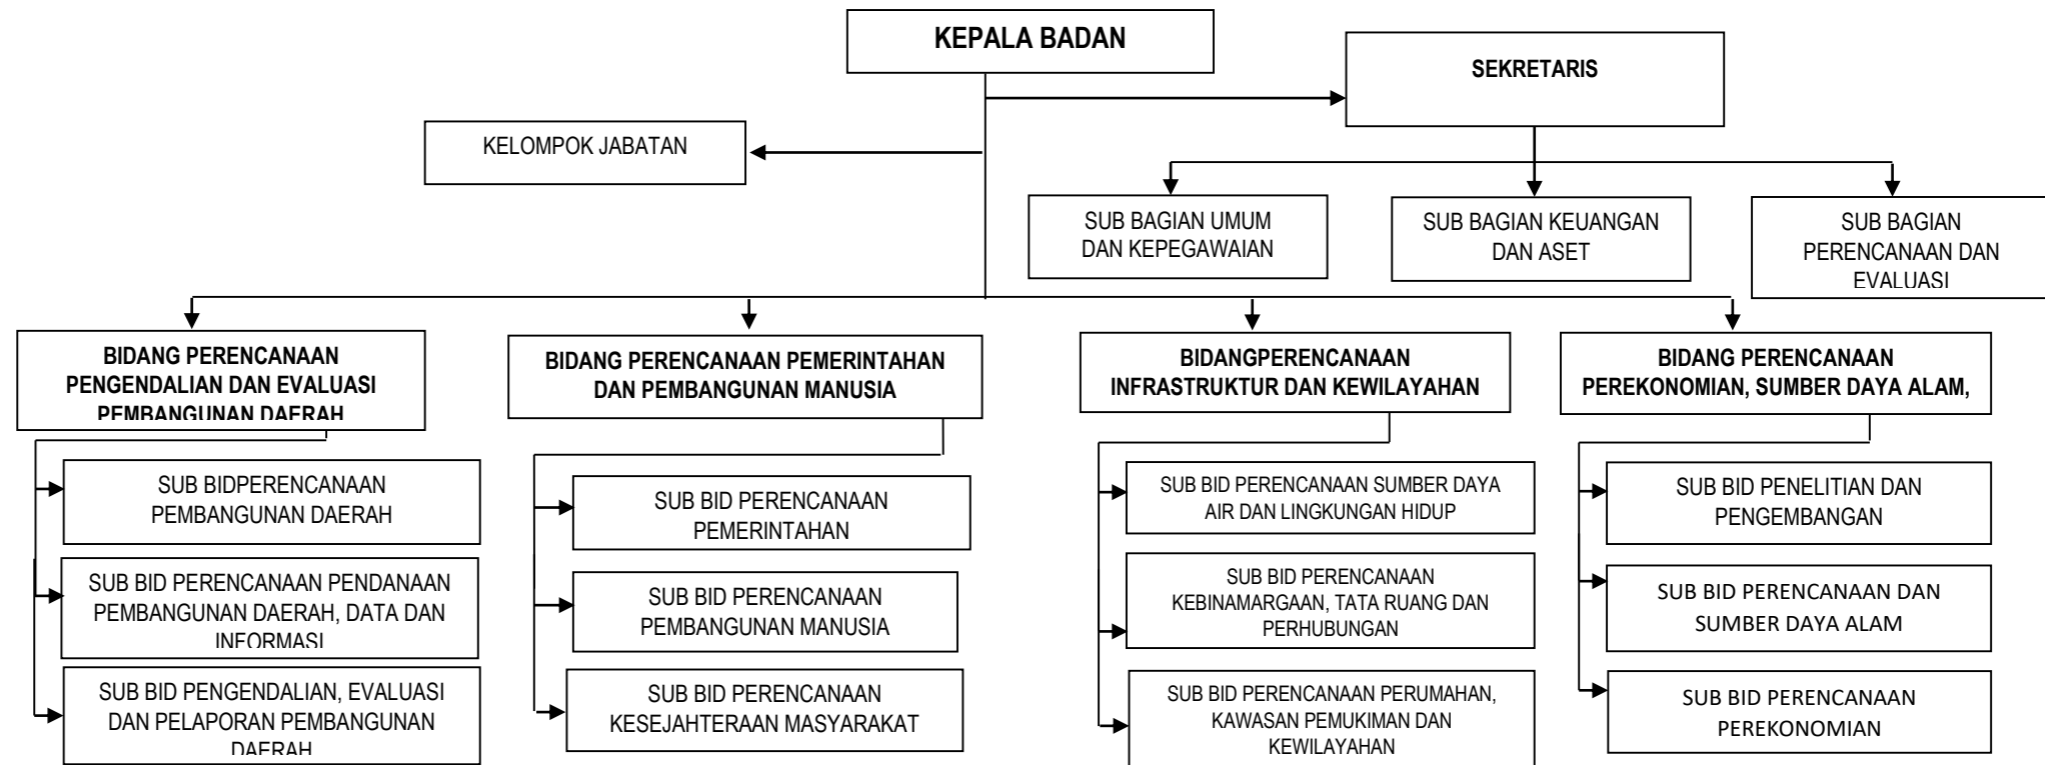 KEPALA BADAN
SEKRETARIS
KELOMPOK JABATAN
SUB BAGIAN UMUM
DAN KEPEGAWAIAN
SUB BAGIAN KEUANGAN
DAN ASET
SUB BAGIAN
PERENCANAAN DAN
EVALUASI
BIDANG PERENCANAAN
PENGENDALIAN DAN EVALUASI
PEMBANGUNAN DAERAH
BIDANG PERENCANAAN PEMERINTAHAN
DAN PEMBANGUNAN MANUSIA
BIDANGPERENCANAAN
INFRASTRUKTUR DAN KEWILAYAHAN
BIDANG PERENCANAAN
PEREKONOMIAN, SUMBER DAYA ALAM,
SUB BIDPERENCANAAN
PEMBANGUNAN DAERAH
SUB BID PERENCANAAN PENDANAAN
PEMBANGUNAN DAERAH, DATA DAN
INFORMASI
SUB BID PENGENDALIAN, EVALUASI
DAN PELAPORAN PEMBANGUNAN
DAERAH
SUB BID PERENCANAAN
PEMERINTAHAN
SUB BID PERENCANAAN
PEMBANGUNAN MANUSIA
SUB BID PERENCANAAN
KESEJAHTERAAN MASYARAKAT
SUB BID PERENCANAAN SUMBER DAYA
AIR DAN LINGKUNGAN HIDUP
SUB BID PERENCANAAN
KEBINAMARGAAN, TATA RUANG DAN
PERHUBUNGAN
SUB BID PERENCANAAN PERUMAHAN,
KAWASAN PEMUKIMAN DAN
KEWILAYAHAN
SUB BID PENELITIAN DAN
PENGEMBANGAN
SUB BID PERENCANAAN DAN
SUMBER DAYA ALAM
SUB BID PERENCANAAN
PEREKONOMIAN